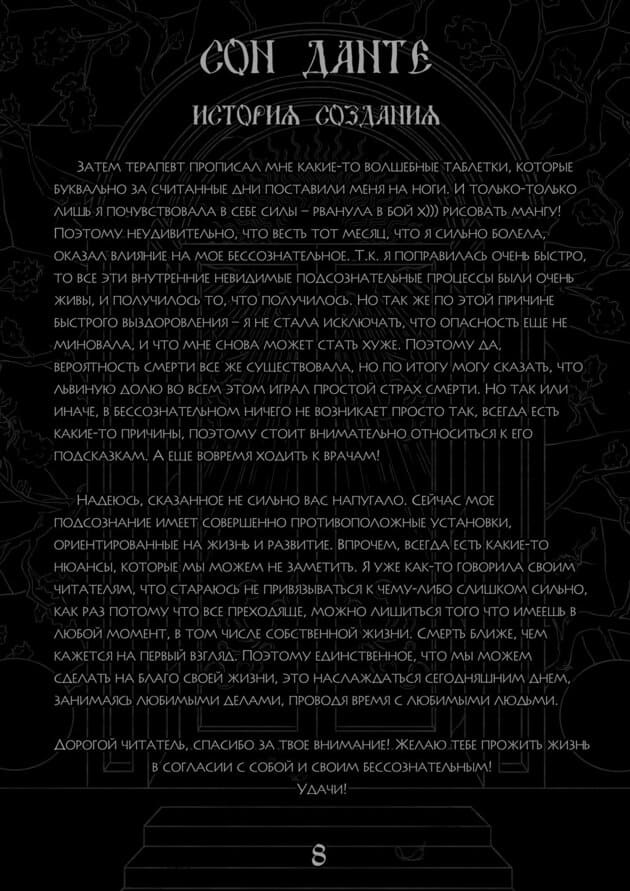 СОН ДАНТЕ
ИСТОРИЯ СОЗДАНИЯ
Затем терапевт прописал мне какие-то волшебные таблетки, которые
буквально за считанные дни поставили меня на ноги. И только-только
лишь я почувствовала в себе силы – рванула в бой х))) рисовать мангу!
Поэтому неудивительно, что весть тот месяц, что я сильно болела,
оказал влияние на мое бессознательное. Т.к. я поправилась очень быстро,
то все эти внутренние невидимые подсознательные процессы были очень
живы, и получилось то, что получилось. Но так же по этой причине
быстрого выздоровления – я не стала исключать, что опасность еще не
миновала, и что мне снова может стать хуже. Поэтому да,
вероятность смерти все же существовала, но по итогу могу сказать, что
львиную долю во всем этом играл простой страх смерти. Но так или
иначе, в бессознательном ничего не возникает просто так, всегда есть
какие-то причины, поэтому стоит внимательно относиться к его
подсказкам. А еще вовремя ходить к врачам!
Надеюсь, сказанное не сильно вас напугало. Сейчас мое
подсознание имеет совершенно противоположные установки,
ориентированные на жизнь и развитие. Впрочем, всегда есть какие-то
нюансы, которые мы можем не заметить. Я уже как-то говорила своим
читателям, что стараюсь не привязываться к чему-либо слишком сильно,
как раз потому что все преходяще, можно лишиться того что имеешь в
любой момент, в том числе собственной жизни. Смерть ближе, чем
кажется на первый взгляд. Поэтому единственное, что мы можем
сделать на благо своей жизни, это наслаждаться сегодняшним днем,
занимаясь любимыми делами, проводя время с любимыми людьми.
Дорогой читатель, спасибо за твое внимание! Желаю тебе прожить жизнь
в согласии с собой и своим бессознательным!
Удачи!
8